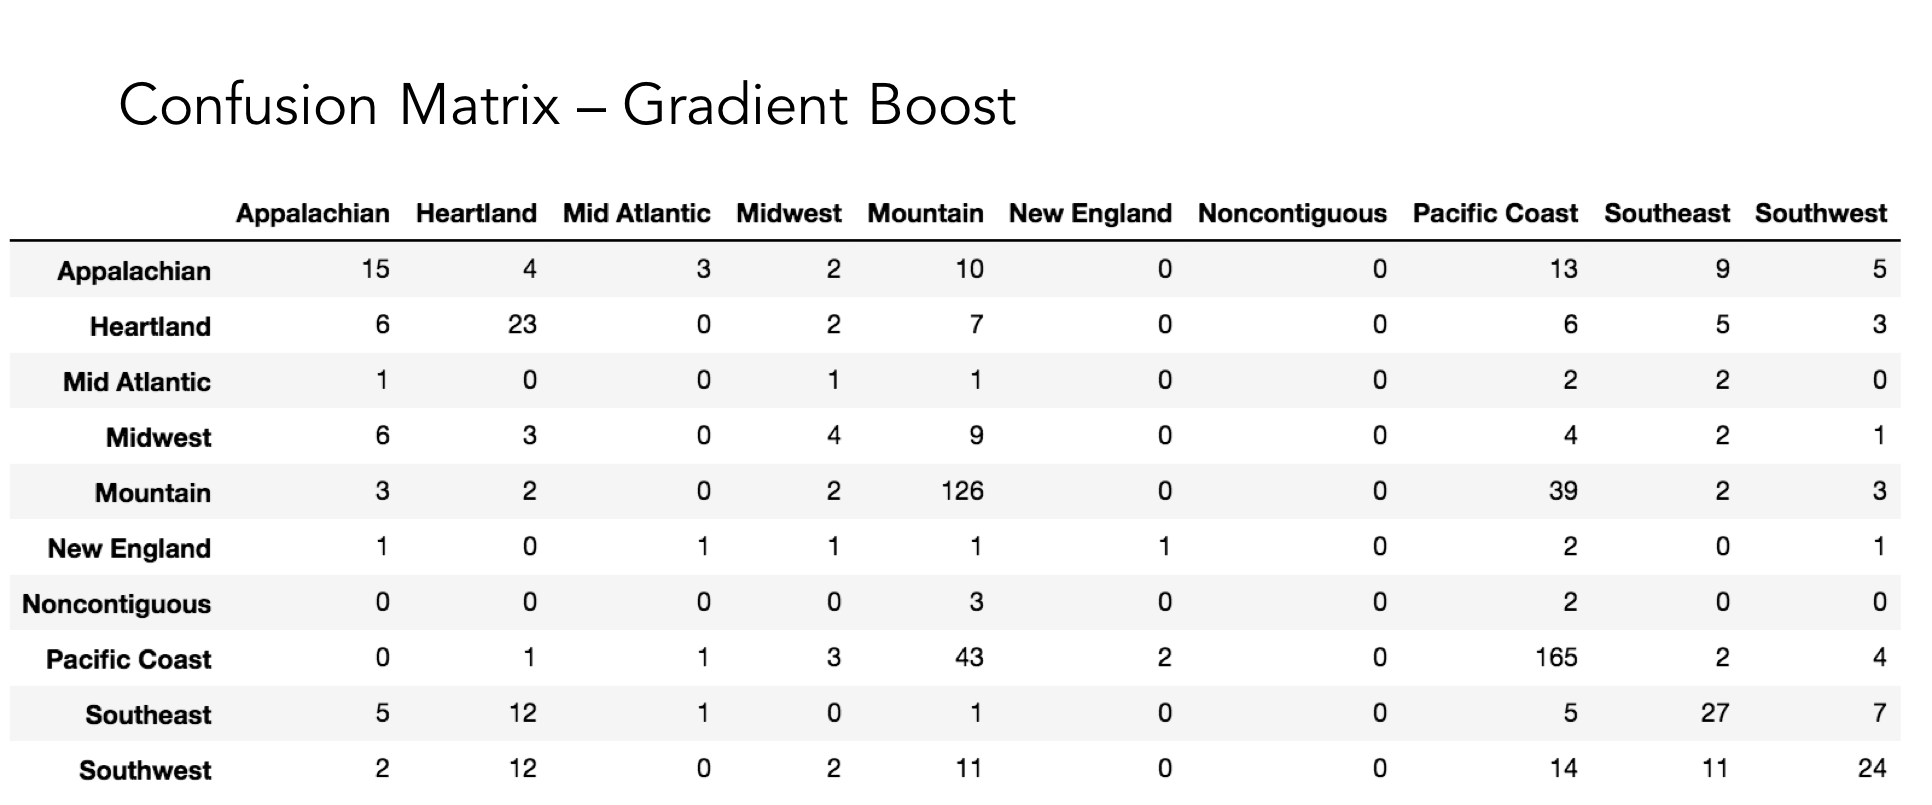 Confusion Matrix – Gradient Boost
Appalachian Heartland Mid Atlantic Midwest Mountain New England Noncontiguous Pacific Coast Southeast Southwest
Appalachian 15 4 3 2 10 0 0 13 9 5
Heartland 6 23 0 2 7 0 0 6 5 3
Mid Atlantic 1 0 0 1 1 0 0 2 2 0
Midwest 6 3 0 4 9 0 0 4 2 1
Mountain 3 2 0 2 126 0 0 39 2 3
New England 1 0 1 1 1 1 0 2 0 1
Noncontiguous 0 0 0 0 3 0 0 2 0 0
Pacific Coast 0 1 1 3 43 2 0 165 2 4
Southeast 5 12 1 0 1 0 0 5 27 7
Southwest 2 12 0 2 11 0 0 14 11 24